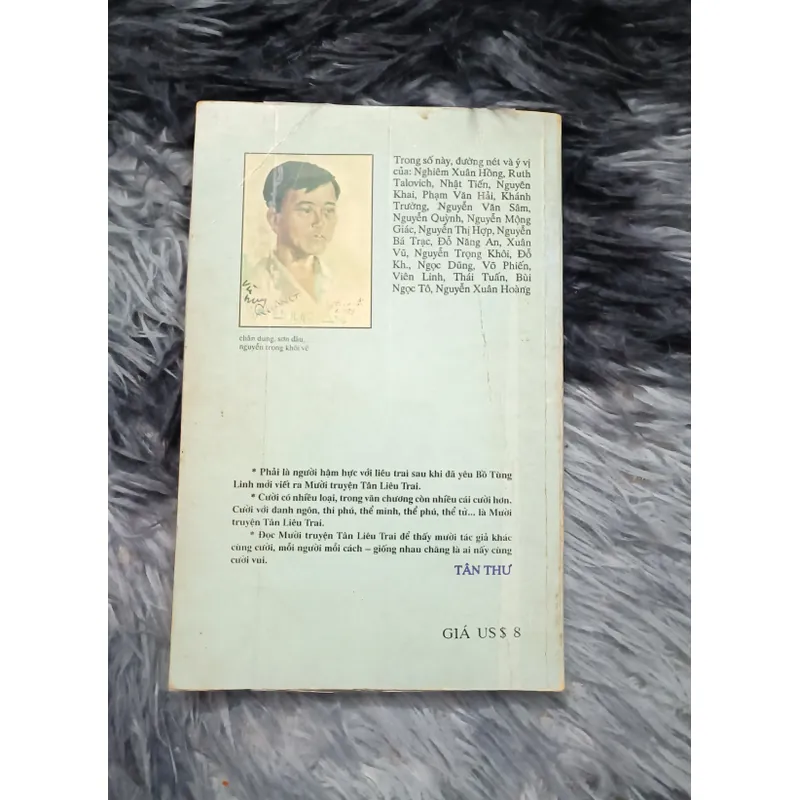 Trong số này, đường nét và ý vị
của: Nghiêm Xuân Hồng, Ruth
Talovich, Nhật Tiến, Nguyên
Khai, Phạm Văn Hải, Khánh
Trường, Nguyễn Văn Sâm,
Nguyễn Quỳnh, Nguyễn Mộng
Giác, Nguyễn Thị Hợp, Nguyễn
Bá Trạc, Đỗ Năng An, Xuân
Vũ, Nguyễn Trọng Khôi, Đỗ
Kh., Ngọc Dũng, Võ Phiến,
Viên Linh, Thái Tuấn, Bùi
Ngọc Tô, Nguyễn Xuân Hoàng
chân dung, sơn dầu,
nguyễn trọng khôi vẽ
* Phải là người hậm hực với liêu trai sau khi đã yêu Bồ Tùng
Linh mới viết ra Mười truyện Tân Liêu Trai.
* Cười có nhiều loại, trong văn chương còn nhiều cái cười hơn.
Cười với danh ngôn, thi phú, thể mình, thể phú, thể tủ... là Mười
truyện Tân Liêu Trai.
* Đọc Mười truyện Tân Liêu Trai để thấy mười tác giả khác
cùng cười, mỗi người mỗi cách – giống nhau chăng là ai nấy cùng
cười vui.
TÂN THƯ
GIÁ US $ 8